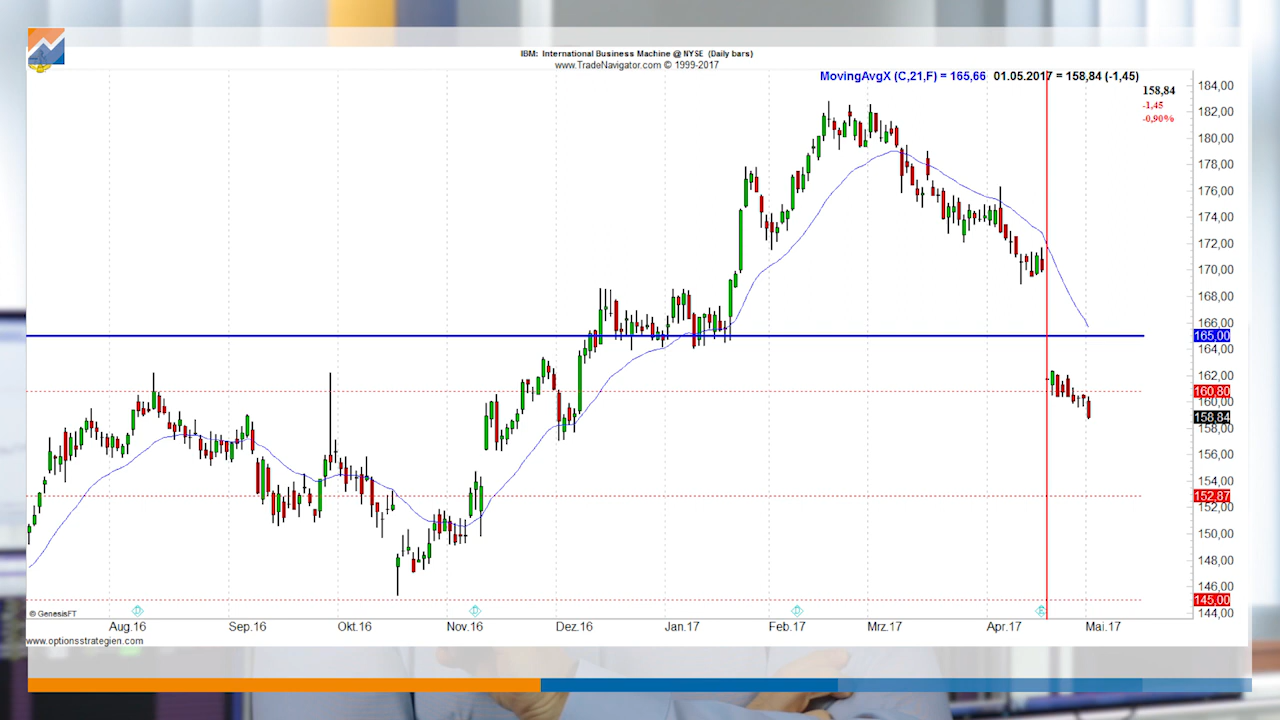 IBM: International Business Machine @ NYSE (Daily bars)
www.TradeNavigator.com © 1999-2017
MovingAvgX (C,21,F) = 165,66 01.05.2017 = 158,84 (-1,45)
158,84
-1,45
-0,90%
184,00
182,00
180,00
178,00
176,00
174,00
172,00
170,00
168,00
166,00
165,00
164,00
162,00
160,80
160,00
158,84
158,00
156,00
154,00
152,87
152,00
150,00
148,00
146,00
145,00
144,00
© GenesisFT
D
D
D
E
Aug.16 Sep.16 Okt.16 Nov.16 Dez.16 Jan.17 Feb.17 Mrz.17 Apr.17 Mai.17
www.optionsstrategien.com